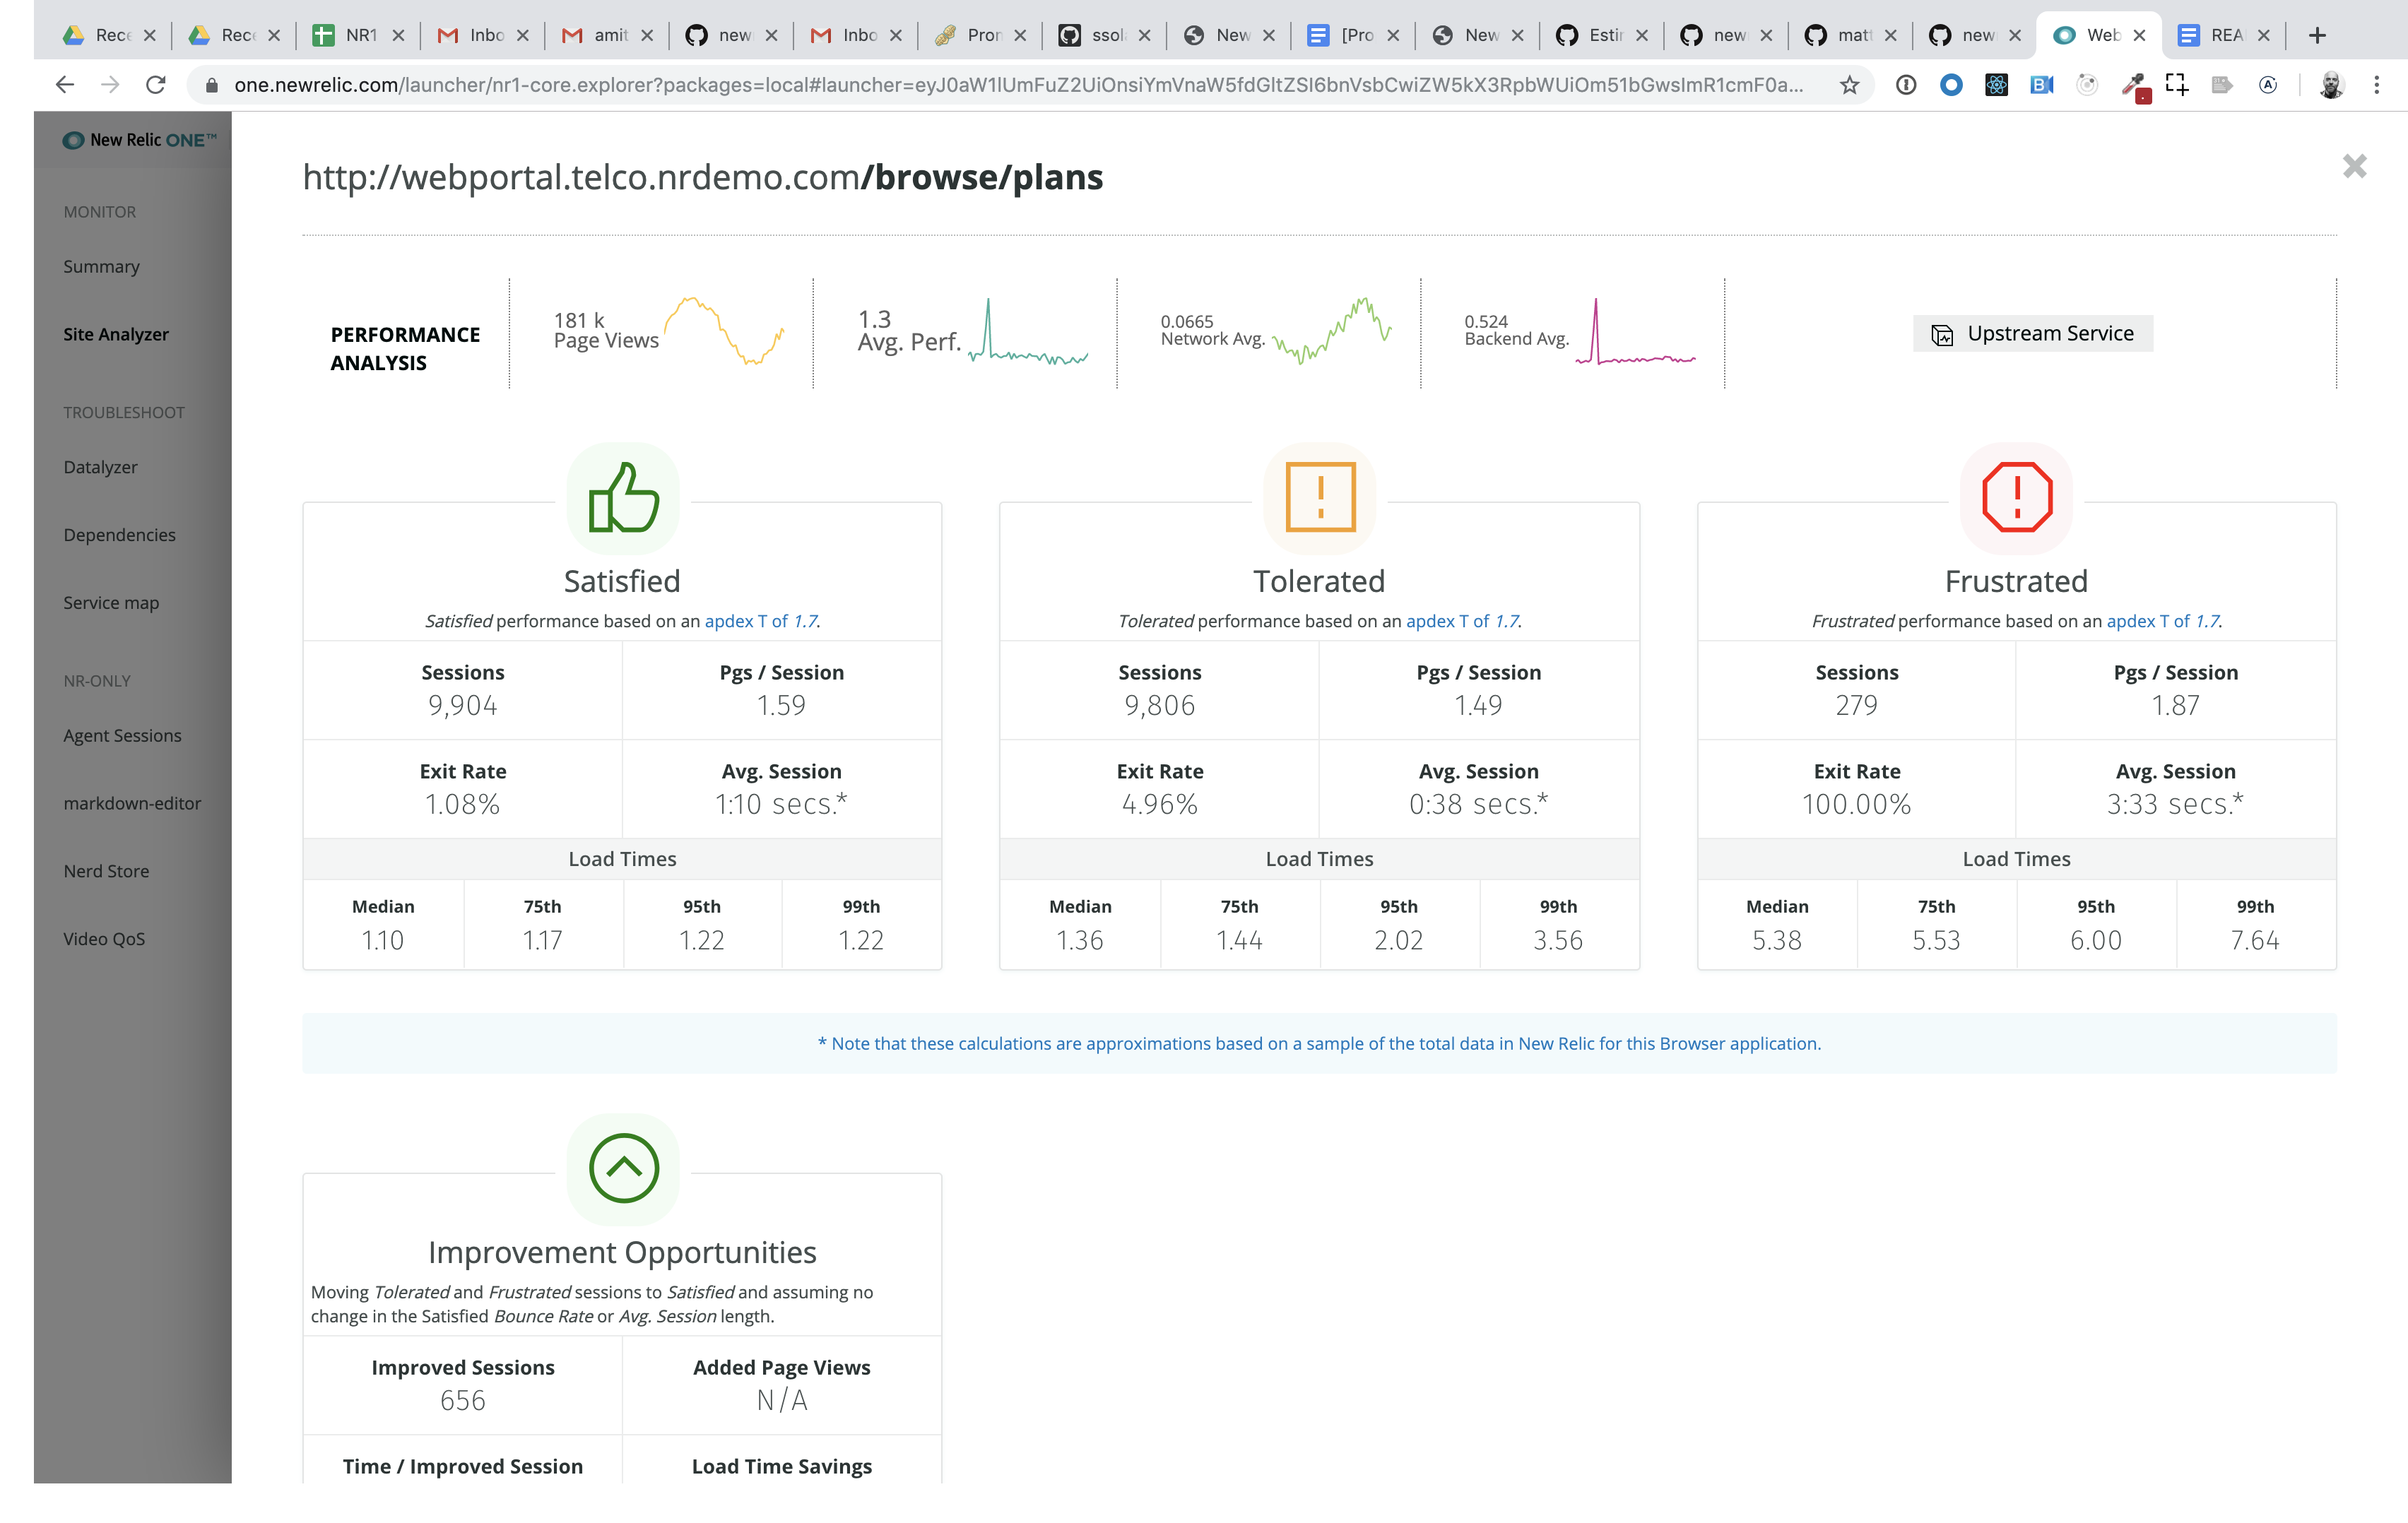 Rece
Rece
NR1
Inbo
amit
new
Inbo
Pron
ssol
New
[Pro
New
Estin
new
matt
new
Web
REA
one.newrelic.com/launcher/nr1-core.explorer?packages=local#launcher=eyJ0aW1lUmFuZ2UiOnsiYmVnaW5fdGltZSI6bnVsbCwiZW5kX3RpbWUiOm51bGwsImR1cmF0a...
New Relic ONE™
MONITOR
Summary
Site Analyzer
TROUBLESHOOT
Datalyzer
Dependencies
Service map
NR-ONLY
Agent Sessions
markdown-editor
Nerd Store
Video QoS
http://webportal.telco.nrdemo.com/browse/plans
PERFORMANCE
ANALYSIS
181 k
Page Views
1.3
Avg. Perf.
0.0665
Network Avg.
0.524
Backend Avg.
Upstream Service
Satisfied
Satisfied performance based on an apdex T of 1.7.
Sessions
9,904
Pgs / Session
1.59
Exit Rate
1.08%
Avg. Session
1:10 secs.*
Load Times
Median 75th 95th 99th
1.10 1.17 1.22 1.22
Tolerated
Tolerated performance based on an apdex T of 1.7.
Sessions
9,806
Pgs / Session
1.49
Exit Rate
4.96%
Avg. Session
0:38 secs.*
Load Times
Median 75th 95th 99th
1.36 1.44 2.02 3.56
Frustrated
Frustrated performance based on an apdex T of 1.7.
Sessions
279
Pgs / Session
1.87
Exit Rate
100.00%
Avg. Session
3:33 secs.*
Load Times
Median 75th 95th 99th
5.38 5.53 6.00 7.64
* Note that these calculations are approximations based on a sample of the total data in New Relic for this Browser application.
Improvement Opportunities
Moving Tolerated and Frustrated sessions to Satisfied and assuming no
change in the Satisfied Bounce Rate or Avg. Session length.
Improved Sessions
656
Added Page Views
N/A
Time / Improved Session
Load Time Savings